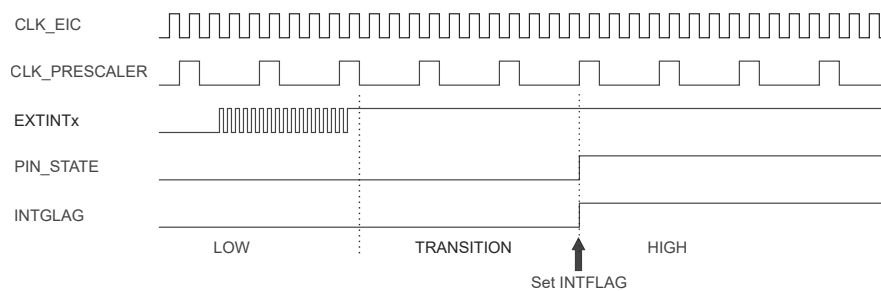 CLK_EIC
CLK_PRESCALER
EXTINTx
PIN_STATE
INTGLAG
LOW TRANSITION HIGH
Set INTFLAG